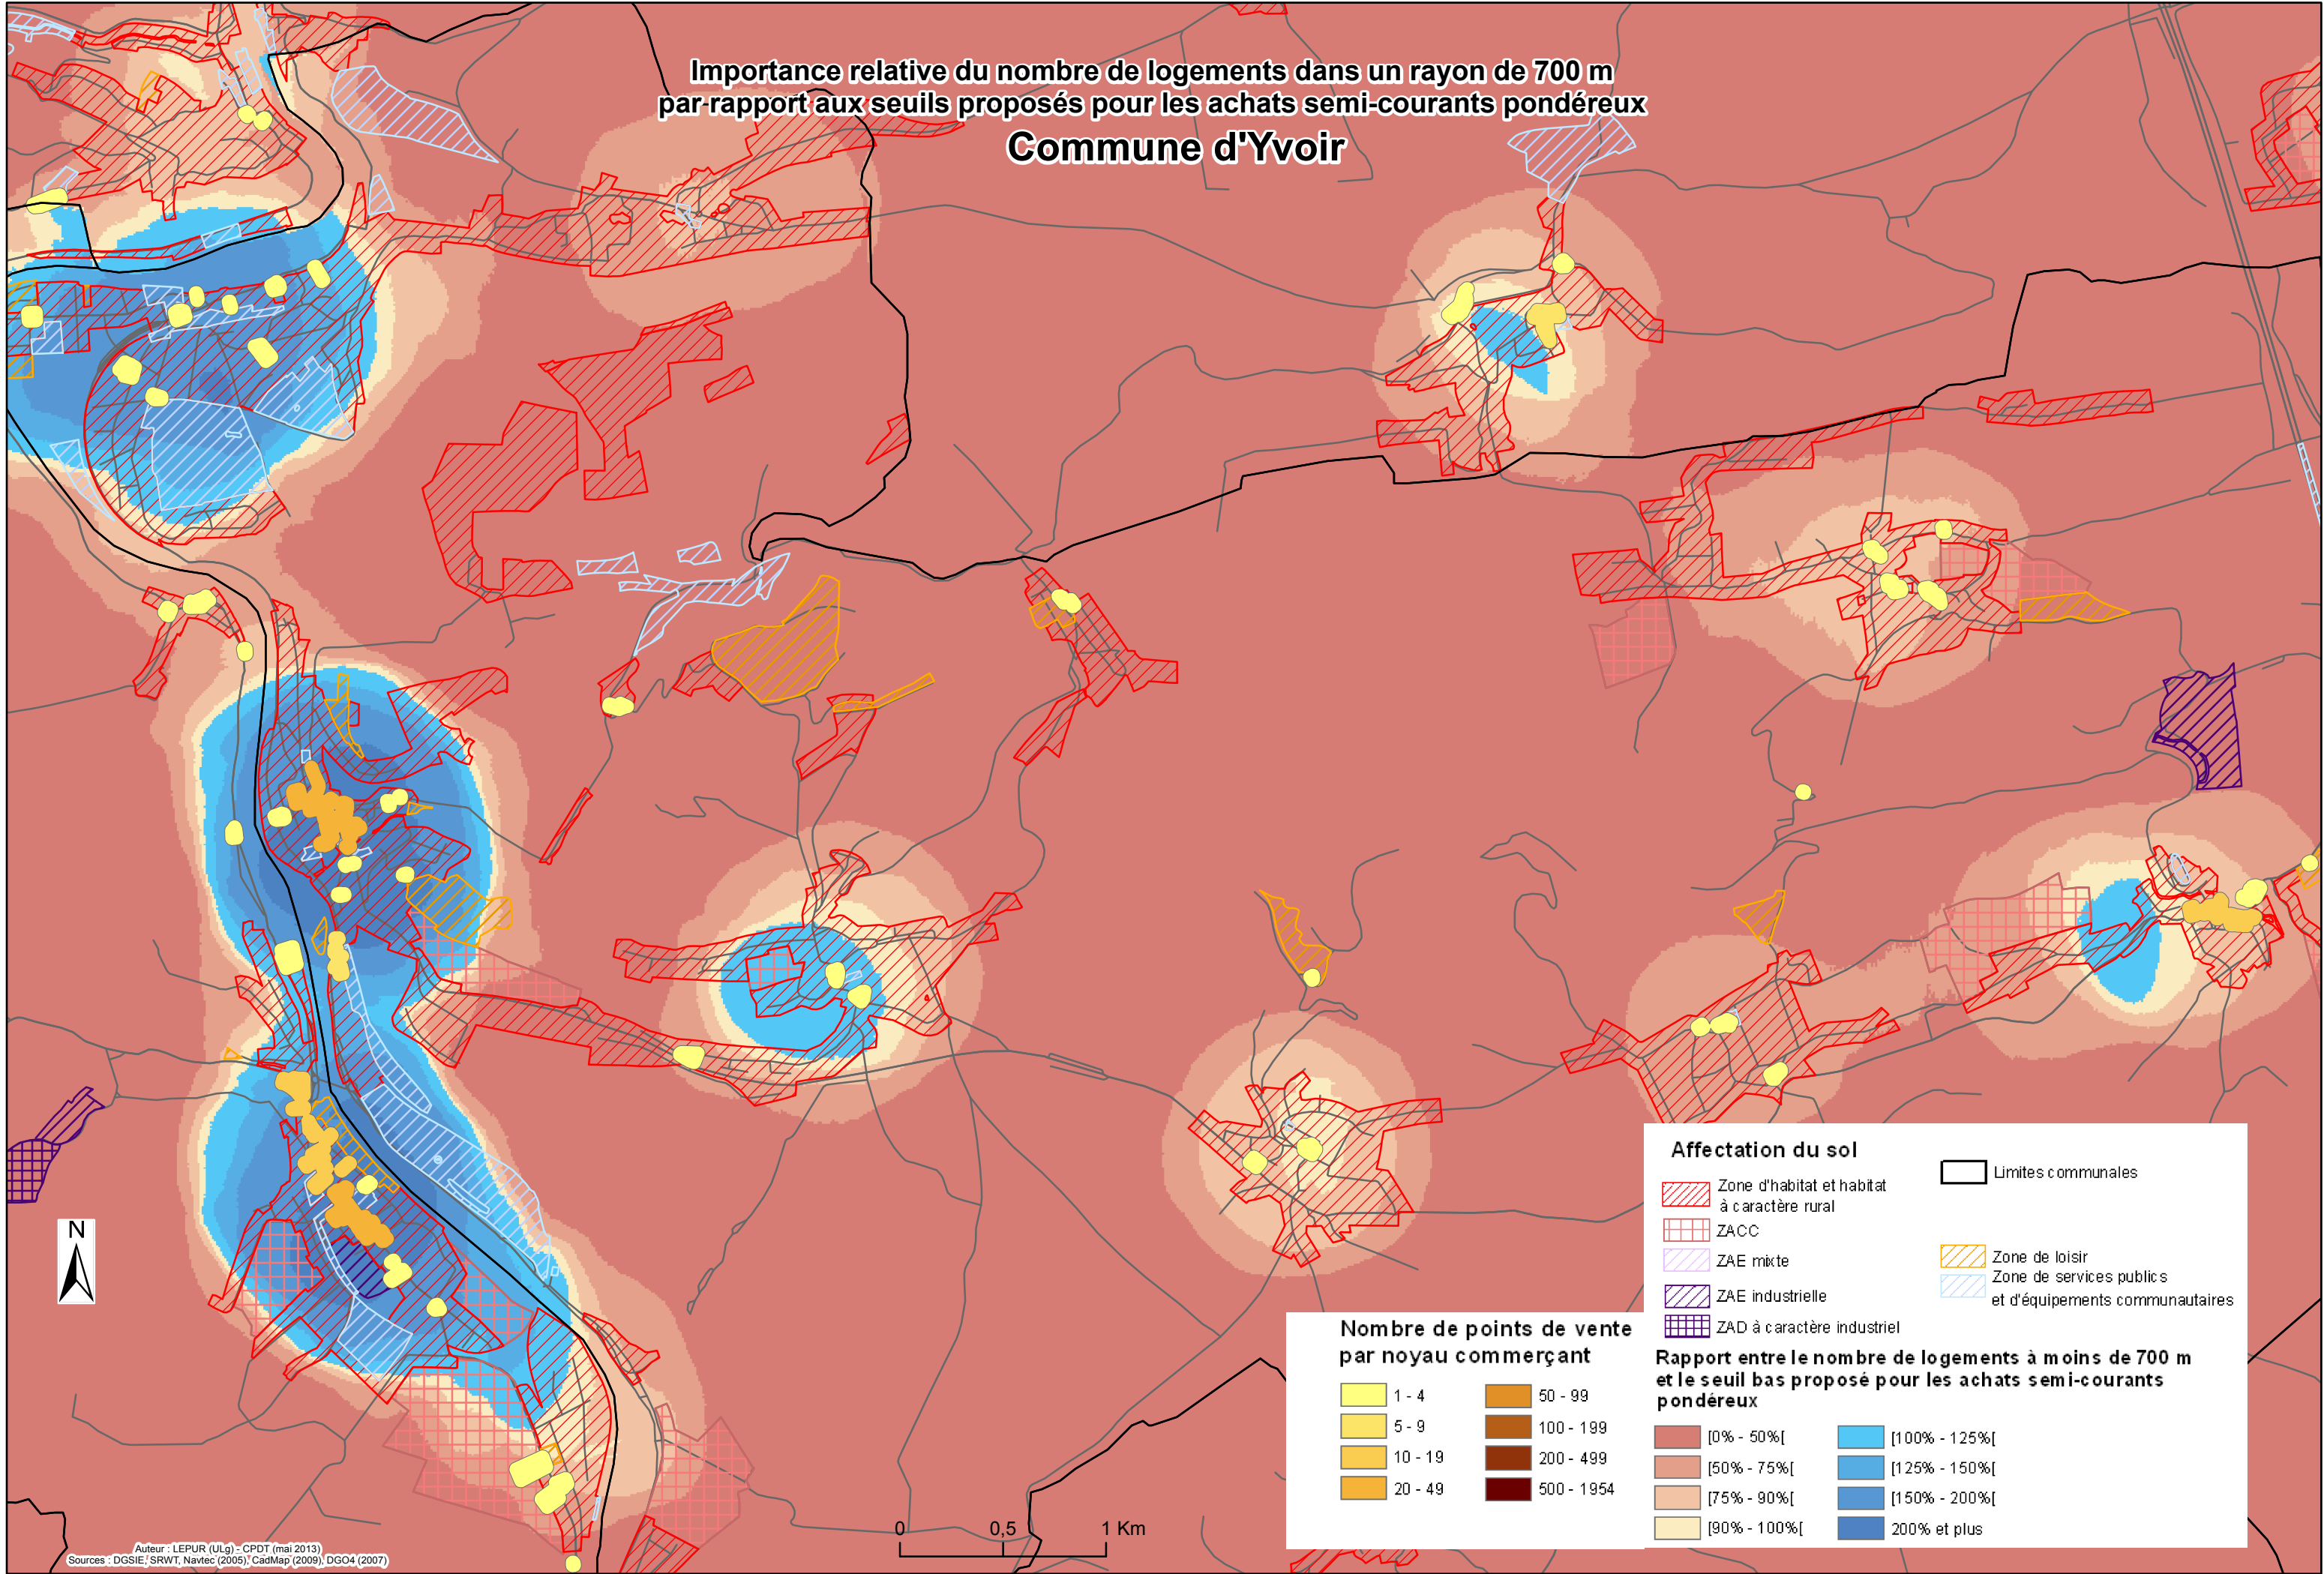 Importance relative du nombre de logements dans un rayon de 700 m
par rapport aux seuils proposés pour les achats semi-courants pondéreux
Commune d'Yvoir
Affectation du sol
Zone d'habitat et habitat
à caractère rural
ZACC
ZAE mixte
ZAE industrielle
ZAD à caractère industriel
Limites communales
Zone de loisir
Zone de services publics
et d'équipements communautaires
Nombre de points de vente
par noyau commerçant
1 - 4
5 - 9
10 - 19
20 - 49
50 - 99
100 - 199
200 - 499
500 - 1954
Rapport entre le nombre de logements à moins de 700 m
et le seuil bas proposé pour les achats semi-courants
pondéreux
[0% - 50%[
[50% - 75%[
[75% - 90%[
[90% - 100%[
[100% - 125%[
[125% - 150%[
[150% - 200%[
200% et plus
N
0 0,5 1 Km
Auteur : LEPUR (ULg) - CPDT (mai 2013)
Sources : DGSIE, SRWT, Navtec (2005), CadMap (2009), DGO4 (2007)